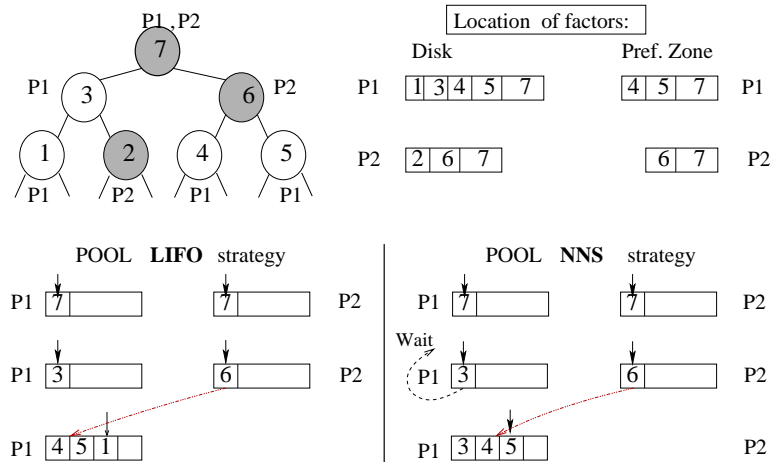 P1 ,P2
7
P1
3
6
P2
1
2
4
5
P1
P2
P1
P1
Location of factors:
Disk
Pref. Zone
P1
1 3 4 5 7
4 5 7
P1
P2
2 6 7
6 7
P2
POOL LIFO strategy
P1
7
7
P2
P1
3
6
P2
P1
4 5 1
POOL NNS strategy
P1
7
7
P2
Wait
P1
3
6
P2
P1
3 4 5
P2